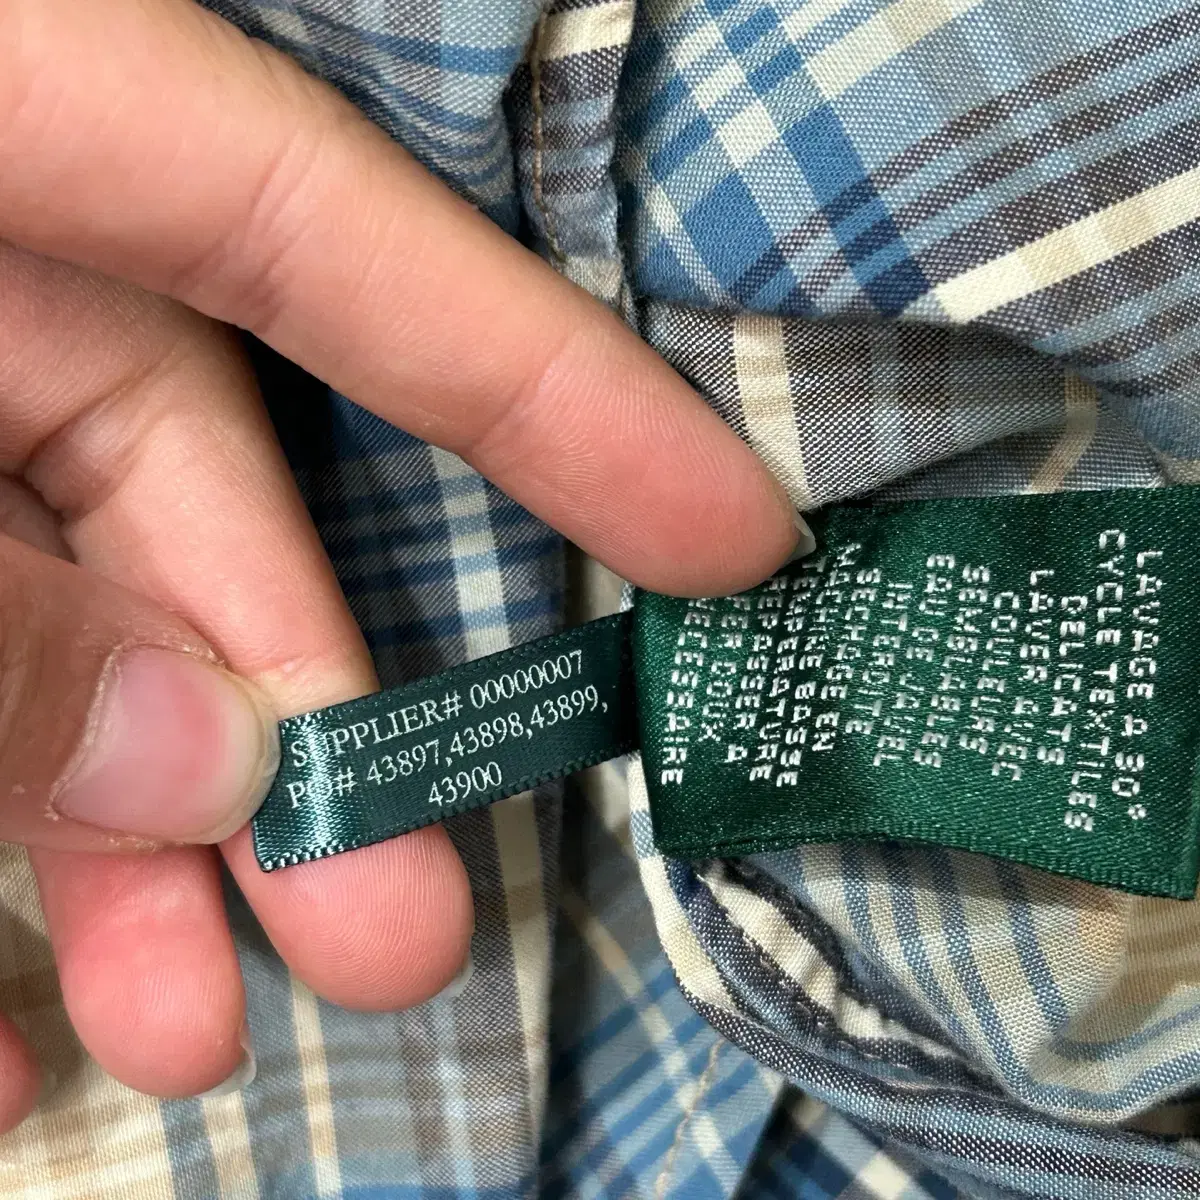 SUPPLIER# 00000007
PO# 43897,43898,43899,
43900
LAVAGE A 30°
CYCLE TEXTILES
DELICATS
LAVER AVEC
COULEURS
SEMBLABLES
EAU DE JAVEL
INTERDITE
SECHAGE EN
MACHINE BASSE
TEMPERATURE
REPASSER A
FER DOUX
NECESSAIRE